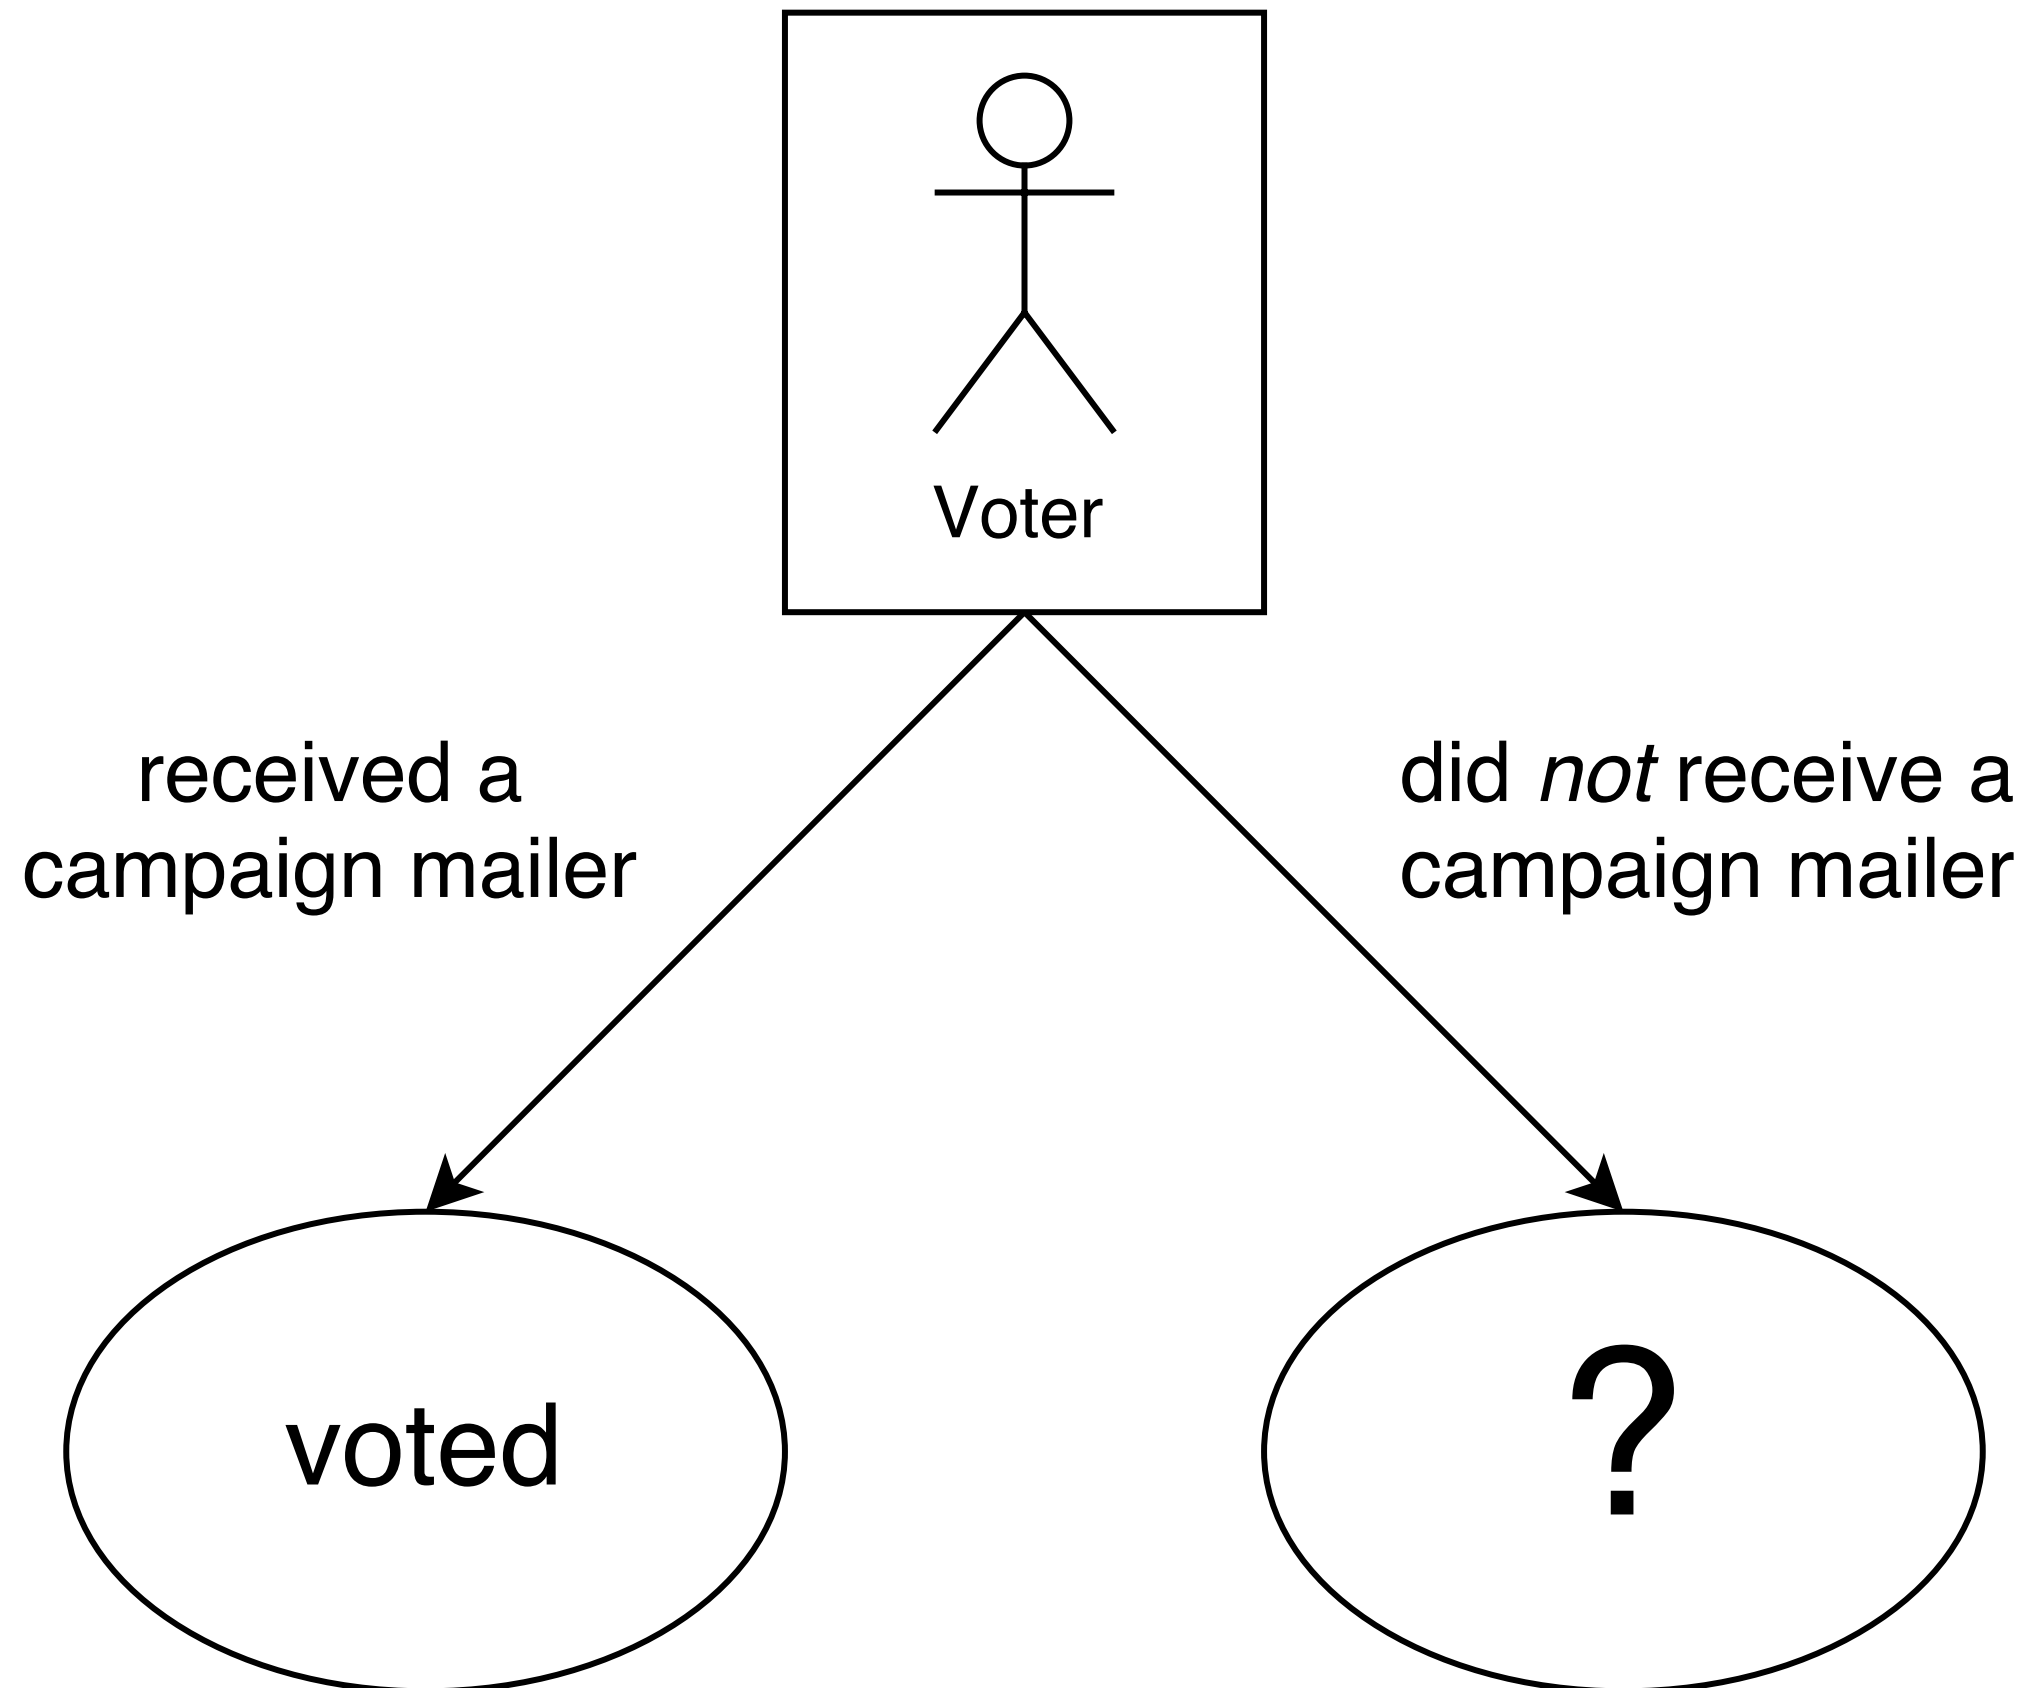 Voter
received a
campaign mailer
did not receive a
campaign mailer
voted
?